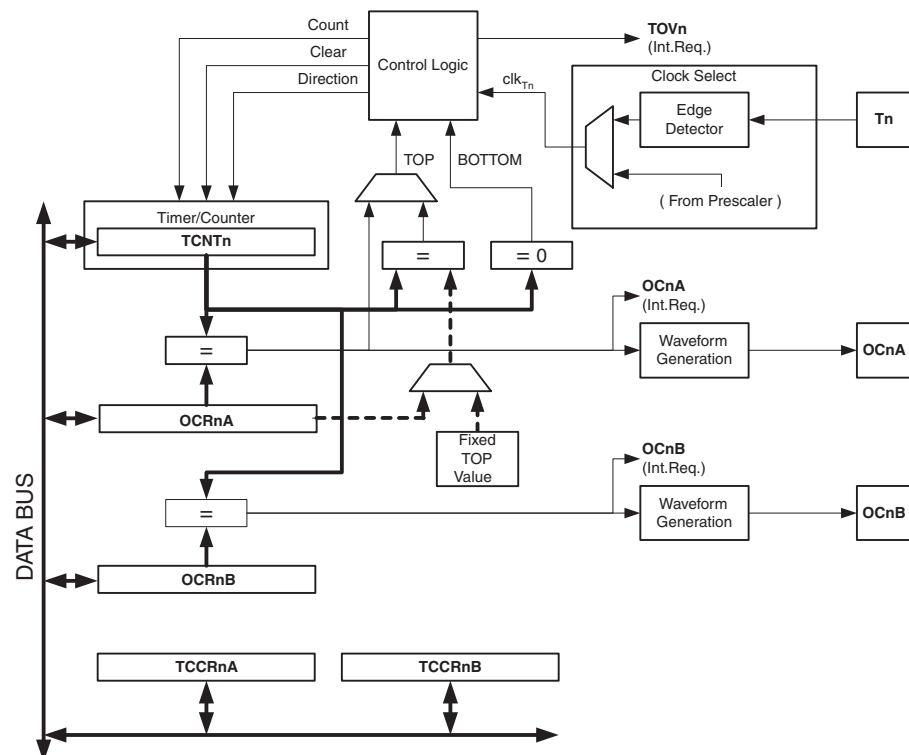 Count
Clear
Direction
Control Logic
TOVn
(Int.Req.)
clkTn
Clock Select
Edge
Detector
Tn
( From Prescaler )
TOP
BOTTOM
Timer/Counter
TCNTn
=
= 0
OCnA
(Int.Req.)
=
Waveform
Generation
OCnA
OCRnA
Fixed
TOP
Value
OCnB
(Int.Req.)
=
Waveform
Generation
OCnB
OCRnB
DATA BUS
TCCRnA
TCCRnB